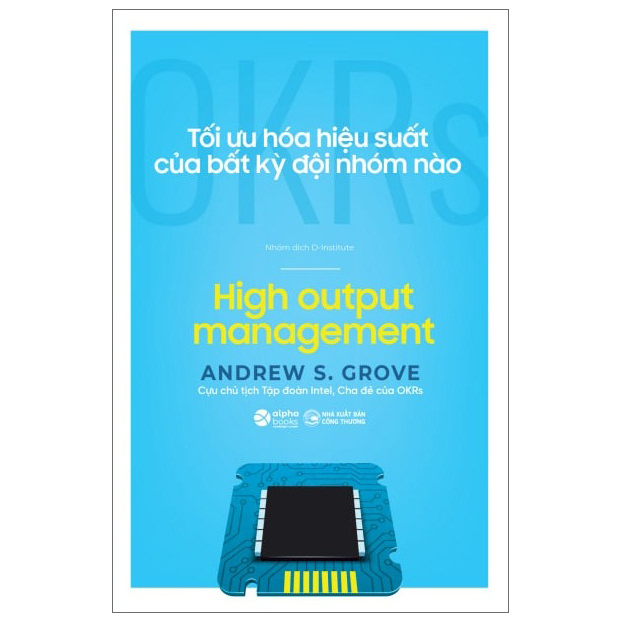 OKRs
Tối ưu hóa hiệu suất
của bất kỳ đội nhóm nào
Nhóm dịch D-Institute
High output
management
ANDREW S. GROVE
Cựu chủ tịch Tập đoàn Intel, Cha đẻ của OKRs
alpha
books
NHÀ XUẤT BẢN
CÔNG THƯƠNG